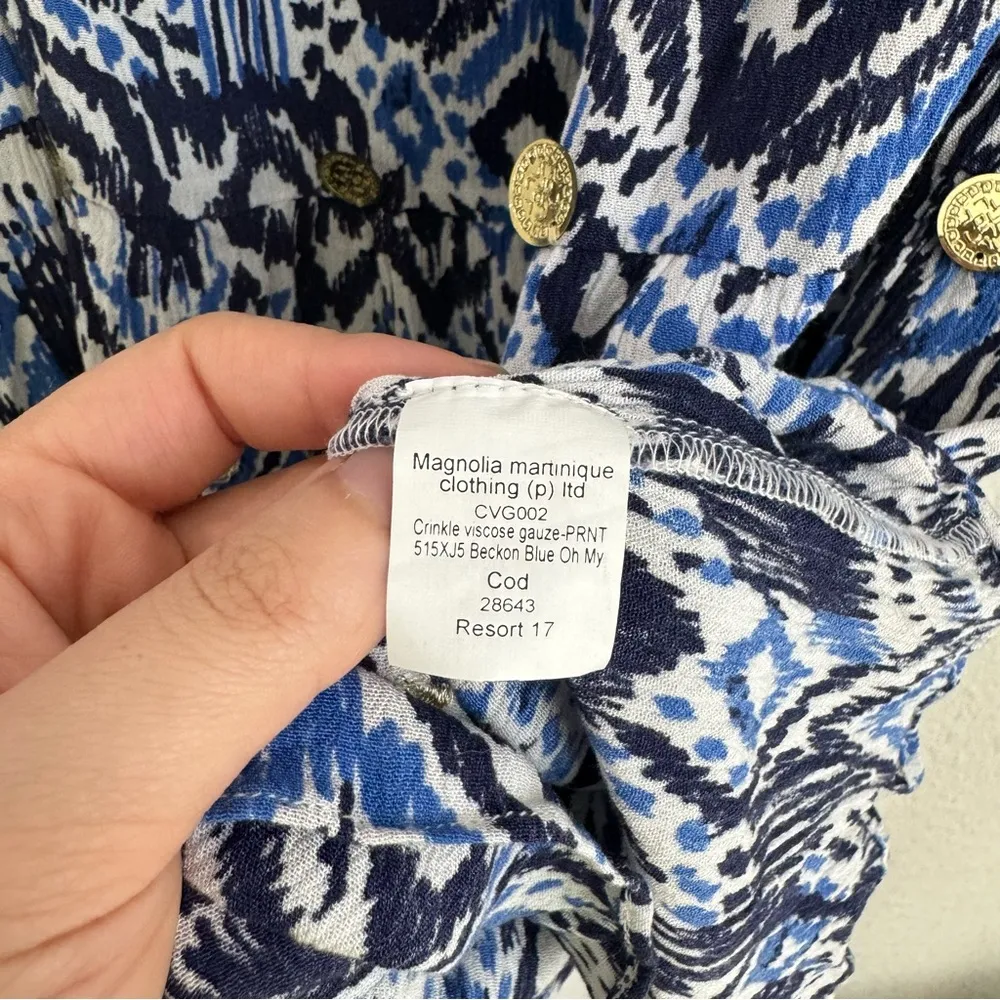 Magnolia martinique
clothing (p) ltd
CVG002
Crinkle viscose gauze-PRNT
515XJ5 Beckon Blue Oh My
Cod
28643
Resort 17